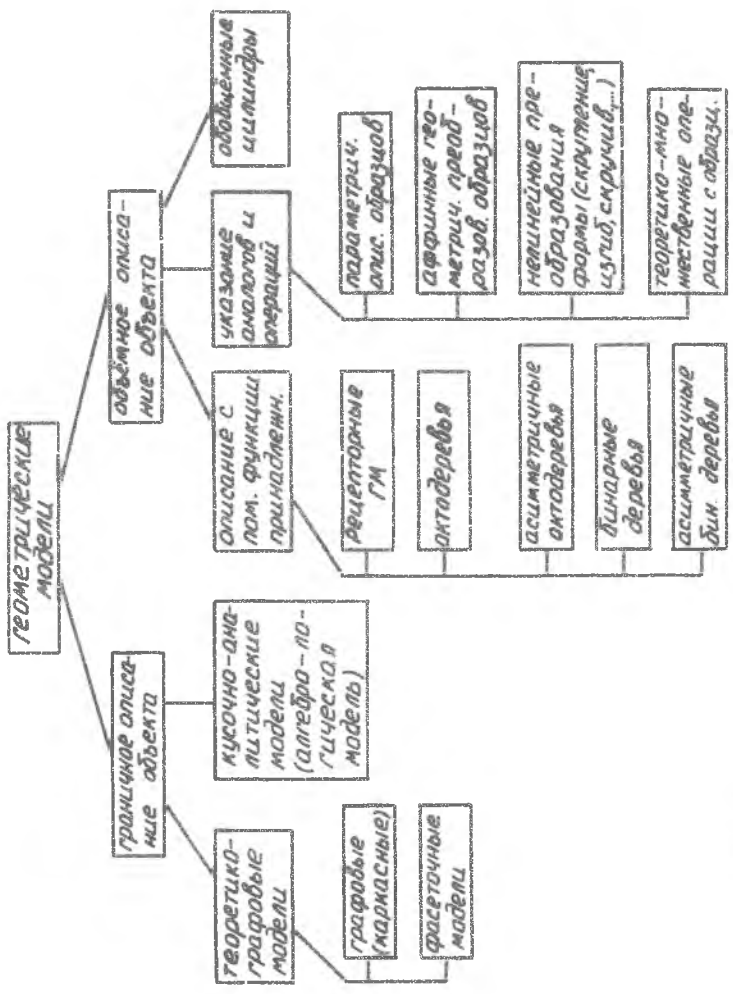 геометрические
модели
граничное описа-
ние объекта
объёмное описа-
ние объекта
теоретико-
графовые
модели
кусочно-ана-
литические
модели
(алгебро-ло-
гическая
модель)
описание с
пом. функции
принадлежн.
указание
аналогов и
операций
обобщённые
цилиндры
графовые
(каркасные)
фасеточные
модели
рецепторные
ГМ
октодеревья
асимметричные
октодеревья
бинарные
деревья
асимметричные
бин. деревья
параметрич.
опис. образцов
аффинные гео-
метрич. преоб-
разов. образцов
нелинейные пре-
образования
формы (скрутение,
изгиб, скручив,...)
теоретико-мно-
жественные опе-
рации с образц.